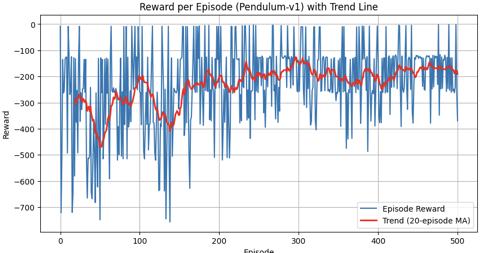 Reward per Episode (Pendulum-v1) with Trend Line
0
−100
−200
−300
−400
−500
−600
−700
Reward
0
100
200
300
400
500
Episode
Episode Reward
Trend (20-episode MA)